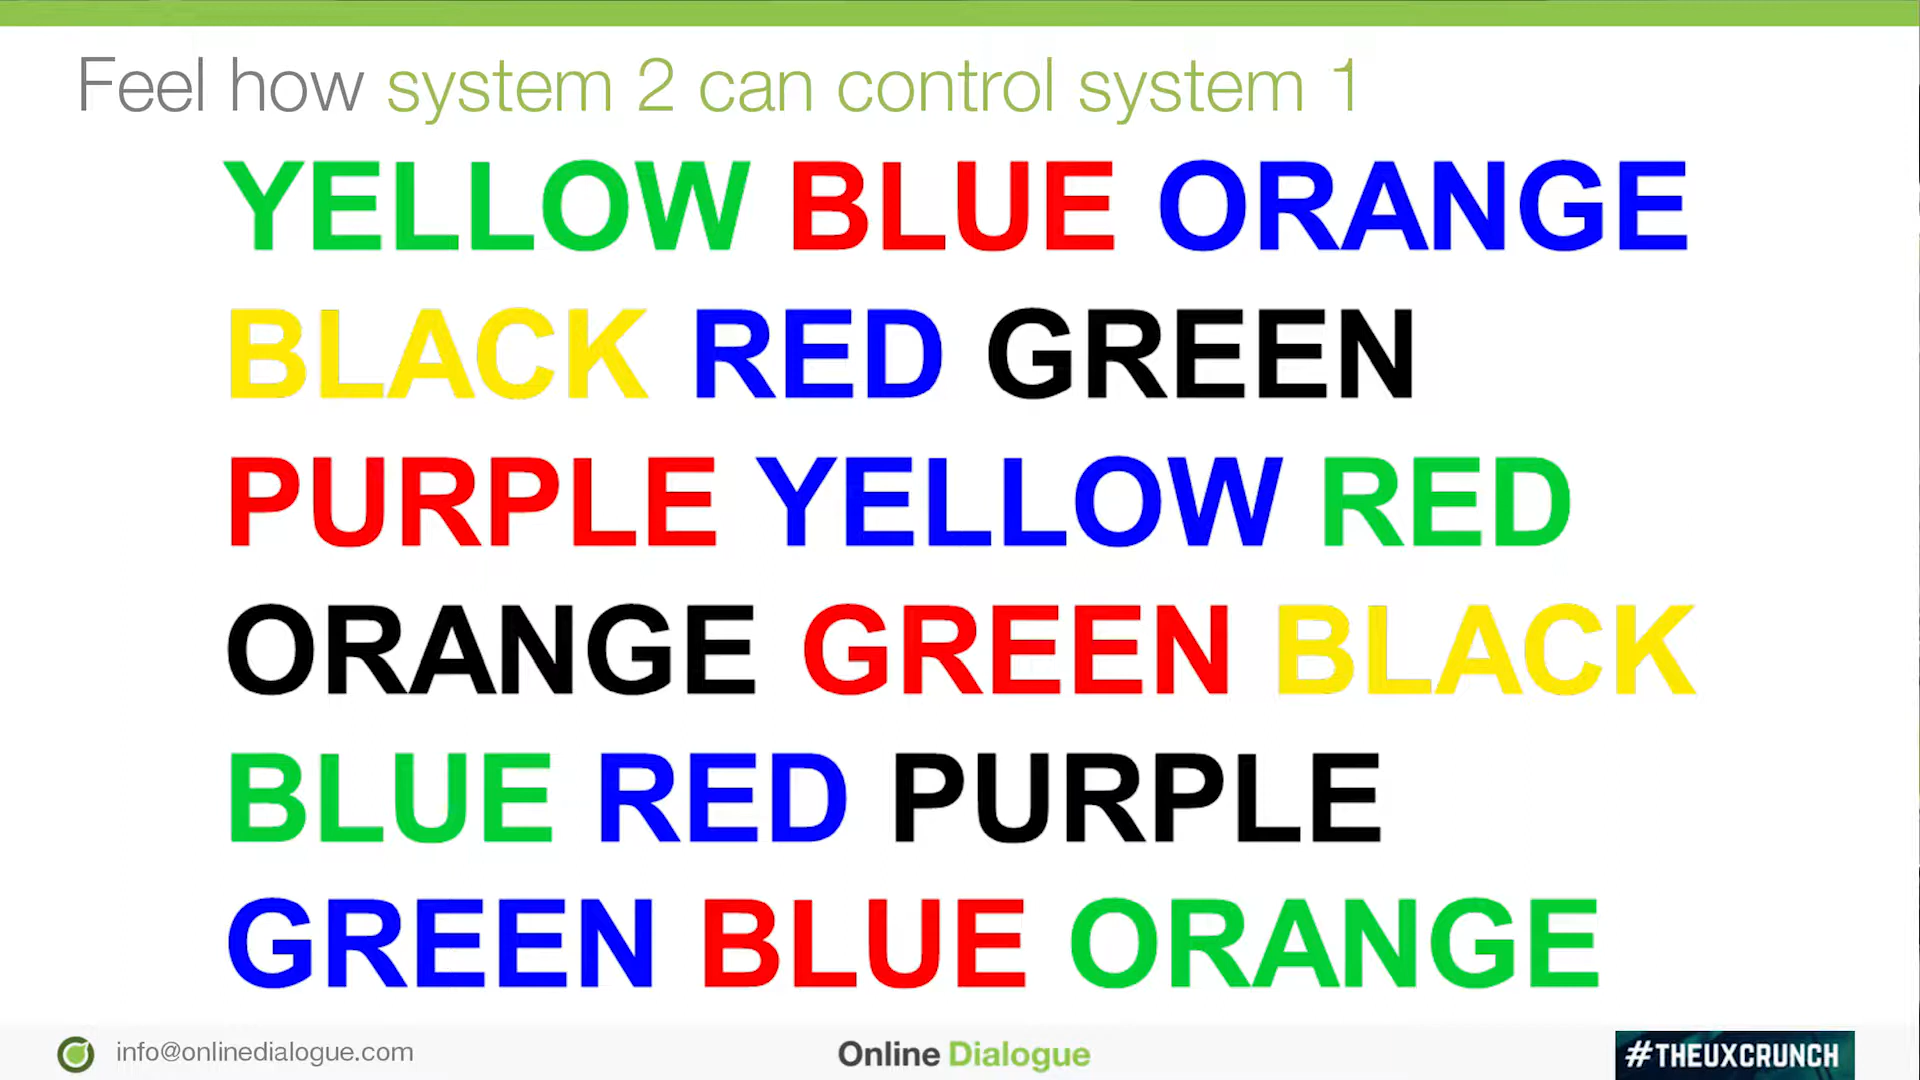 Feel how system 2 can control system 1
YELLOW BLUE ORANGE
BLACK RED GREEN
PURPLE YELLOW RED
ORANGE GREEN BLACK
BLUE RED PURPLE
GREEN BLUE ORANGE
info@onlinedialogue.com Online Dialogue #THEUXCRUNCH